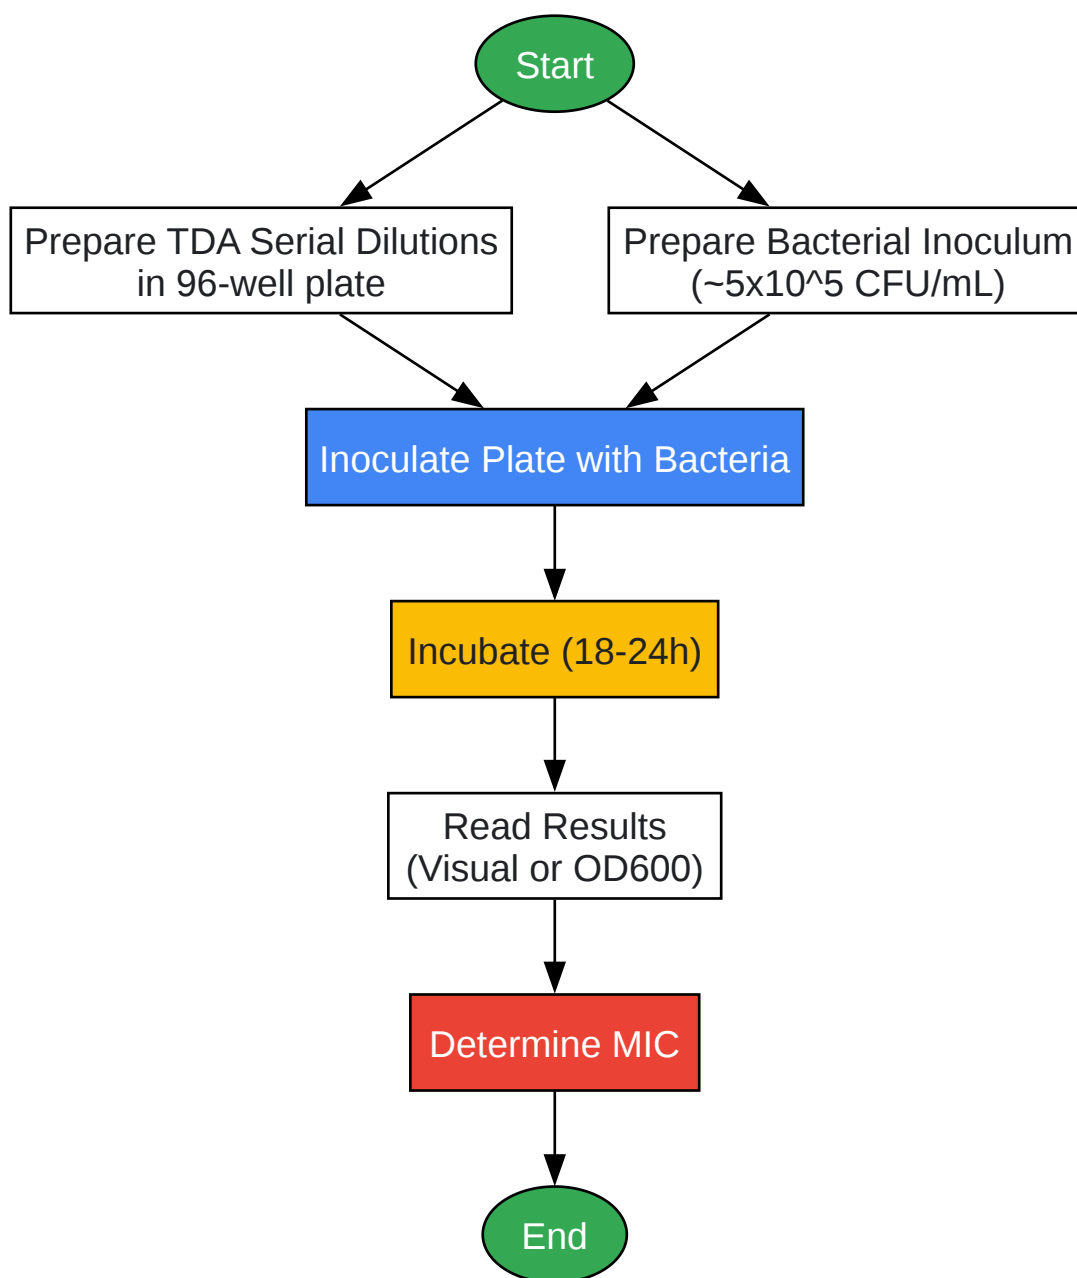 Start
Prepare TDA Serial Dilutions
in 96-well plate
Prepare Bacterial Inoculum
(~5x10^5 CFU/mL)
Inoculate Plate with Bacteria
Incubate (18-24h)
Read Results
(Visual or OD600)
Determine MIC
End